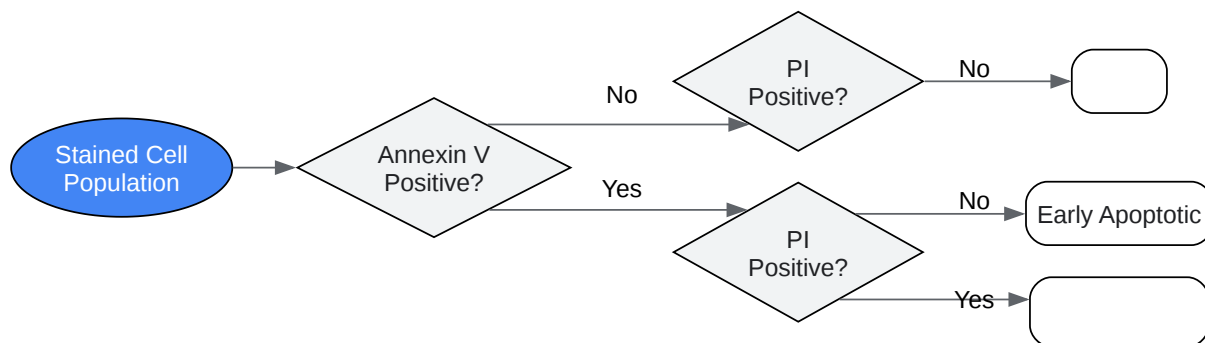 Stained Cell
Population
Annexin V
Positive?
No
Yes
PI
Positive?
No
PI
Positive?
No
Early Apoptotic
Yes